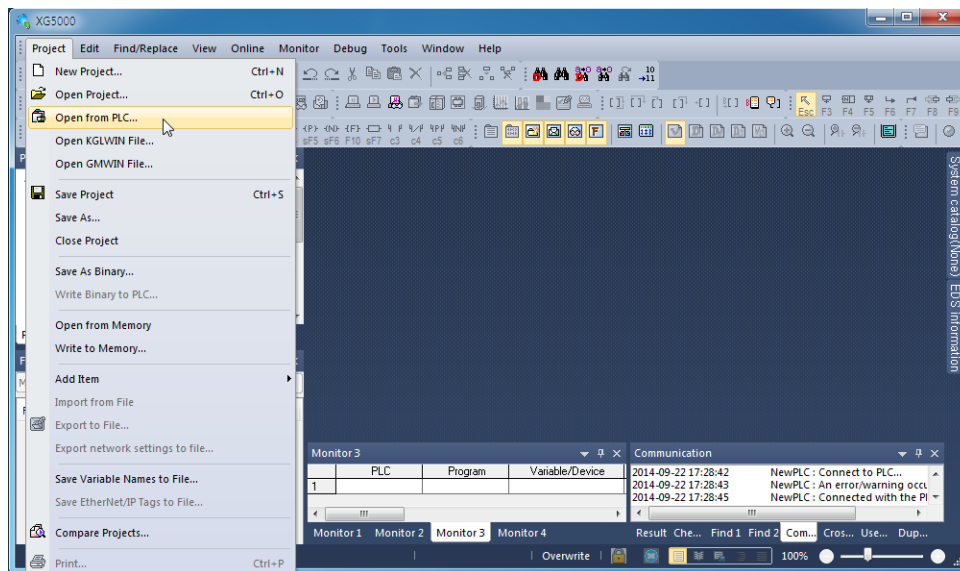 XG5000
Project Edit Find/Replace View Online Monitor Debug Tools Window Help
New Project... Ctrl+N
Open Project... Ctrl+O
Open from PLC...
Open KGLWIN File...
Open GMWIN File...
Save Project Ctrl+S
Save As...
Close Project
Save As Binary...
Write Binary to PLC...
Open from Memory
Write to Memory...
Add Item
Import from File
Export to File...
Export network settings to file...
Save Variable Names to File...
Save EtherNet/IP Tags to File...
Compare Projects...
Print... Ctrl+P
Esc F3 F4 F5 F6 F7 F8 F9
sF5 sF6 F10 sF7 c3 c4 c5 c6
System catalog(None)
EDS information
Monitor 3
PLC Program Variable/Device
1
Monitor 1 Monitor 2 Monitor 3 Monitor 4
Communication
2014-09-22 17:28:42 NewPLC : Connect to PLC...
2014-09-22 17:28:43 NewPLC : An error/warning occu
2014-09-22 17:28:45 NewPLC : Connected with the Pl
Result Che... Find 1 Find 2 Com... Cros... Use... Dup...
Overwrite 100%